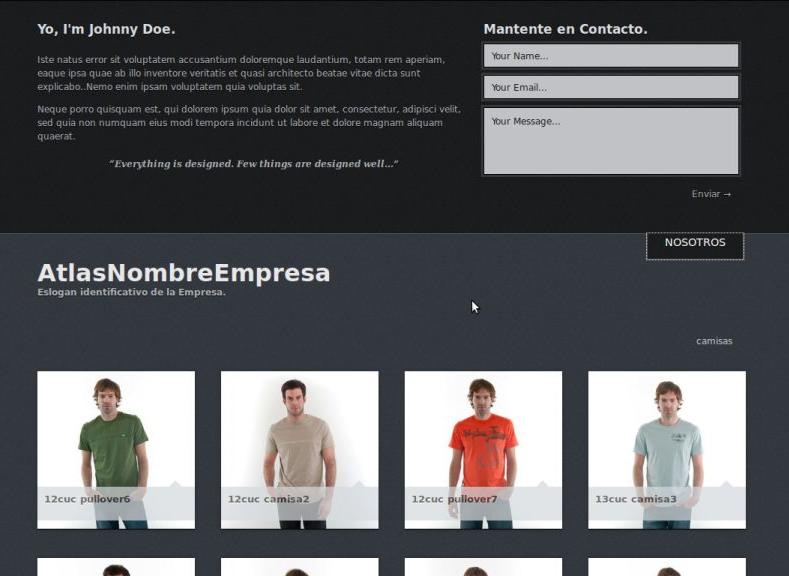 Yo, I'm Johnny Doe.
Iste natus error sit voluptatem accusantium doloremque laudantium, totam rem aperiam,
eaque ipsa quae ab illo inventore veritatis et quasi architecto beatae vitae dicta sunt
explicabo..Nemo enim ipsam voluptatem quia voluptas sit.
Neque porro quisquam est, qui dolorem ipsum quia dolor sit amet, consectetur, adipisci velit,
sed quia non numquam eius modi tempora incidunt ut labore et dolore magnam aliquam
quaerat.
“Everything is designed. Few things are designed well...”
Mantente en Contacto.
Your Name...
Your Email...
Your Message...
Enviar →
NOSOTROS
AtlasNombreEmpresa
Eslogan identificativo de la Empresa.
camisas
12cuc pullover6
12cuc camisa2
12cuc pullover7
13cuc camisa3